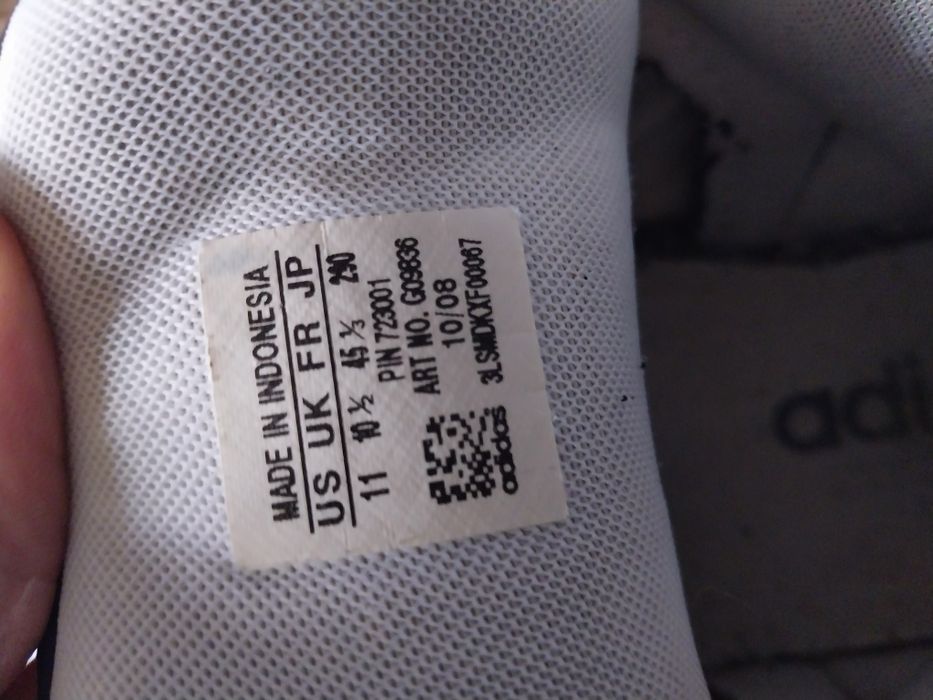 MADE IN INDONESIA
US UK FR JP
11 10½ 45⅓ 290
PIN 723001
ART NO. G09836
10/08
3LSMDKXF00067
adidas
adi